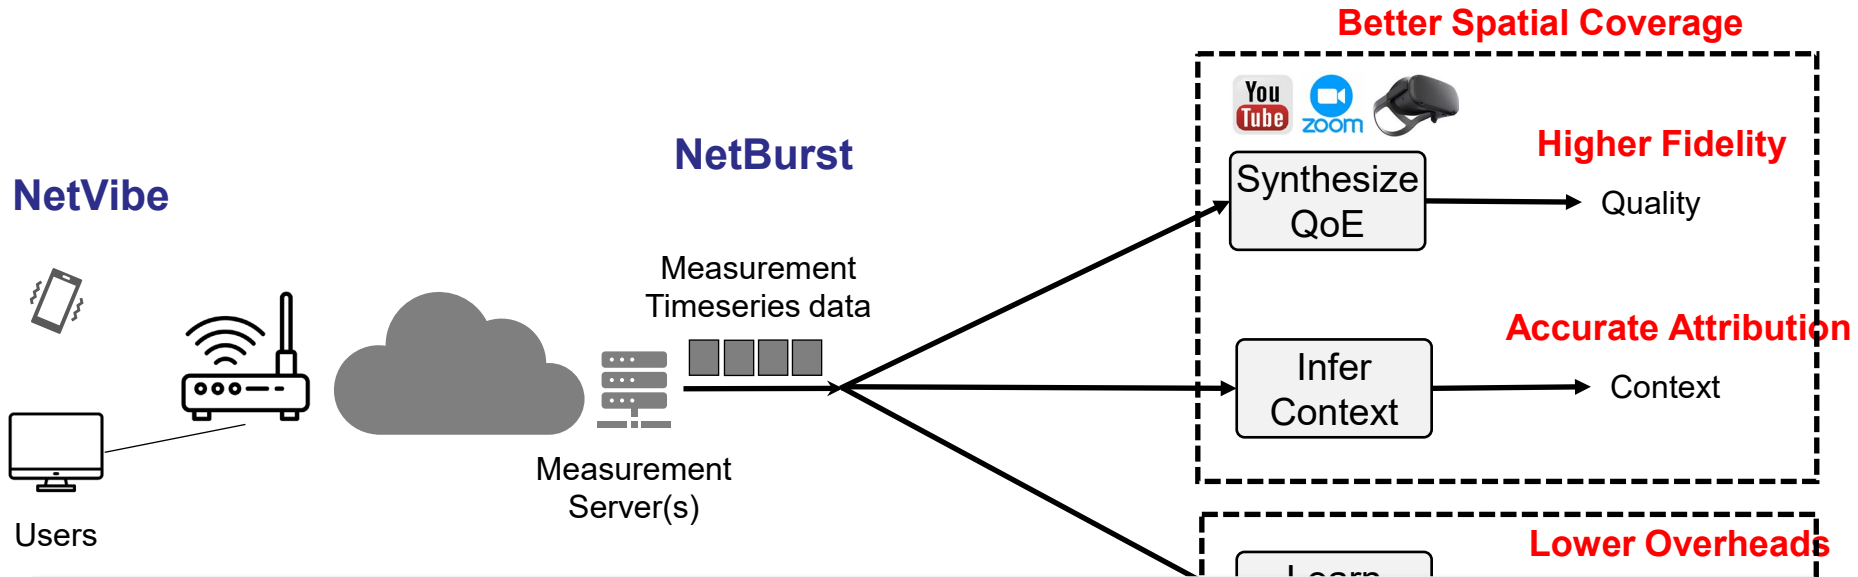 Better Spatial Coverage
You
Tube
zoom
NetBurst
Higher Fidelity
NetVibe
Synthesize
QoE
Quality
Measurement
Timeseries data
Accurate Attribution
Infer
Context
Context
Measurement
Server(s)
Users
Lower Overheads
Learn